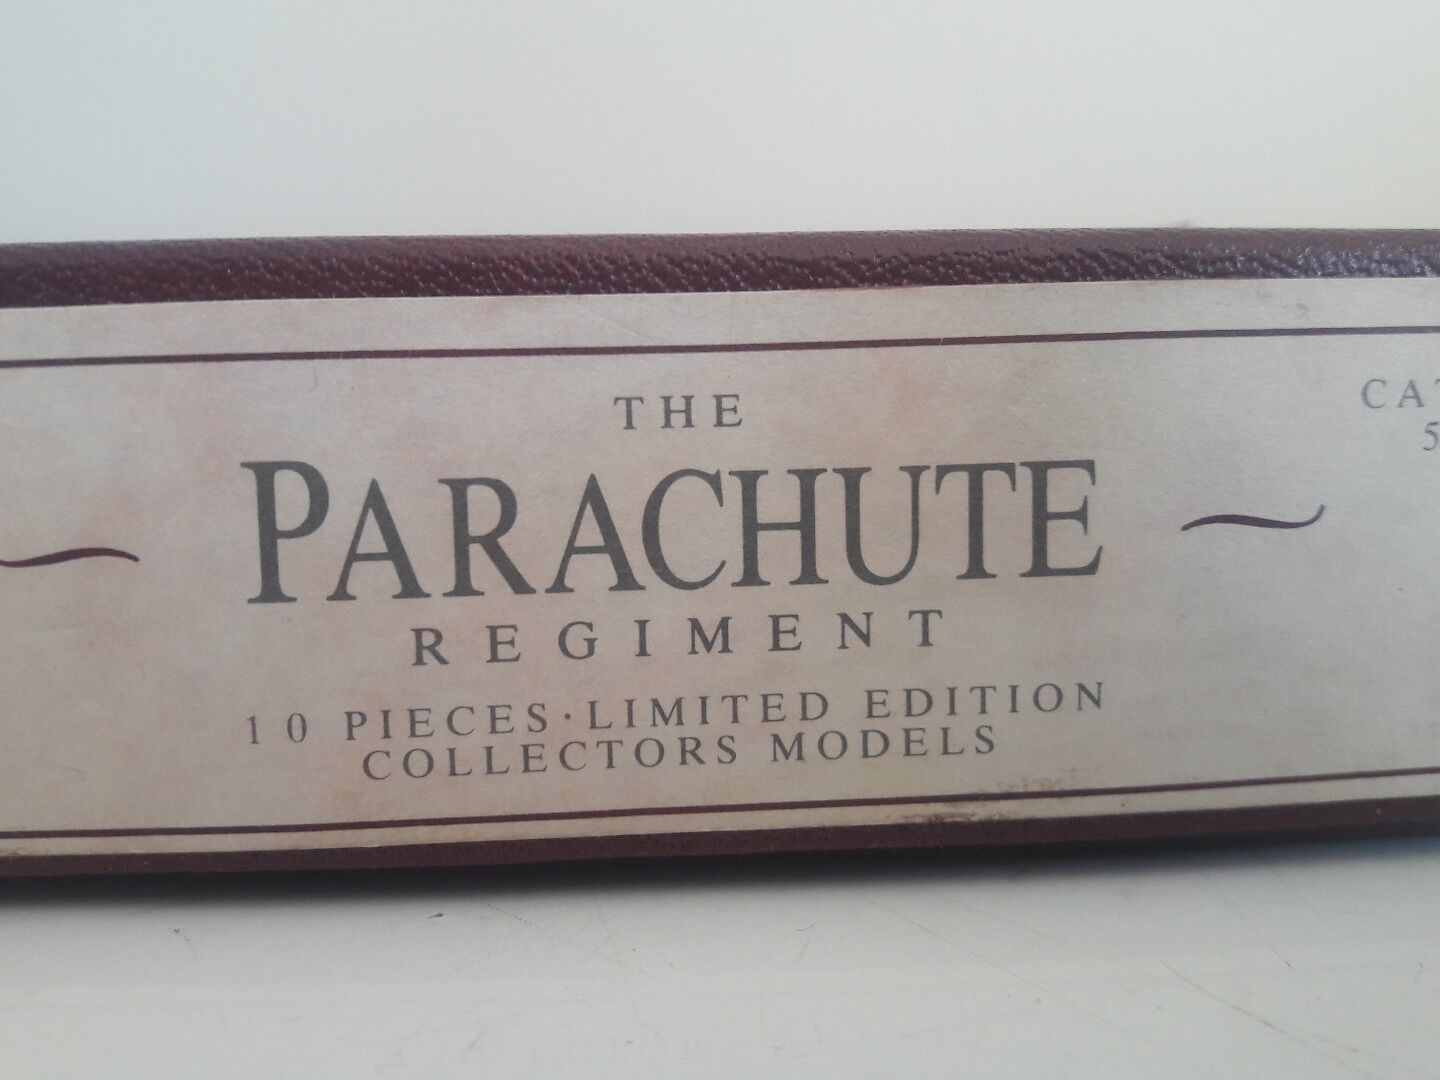 THE
PARACHUTE
REGIMENT
10 PIECES · LIMITED EDITION
COLLECTORS MODELS